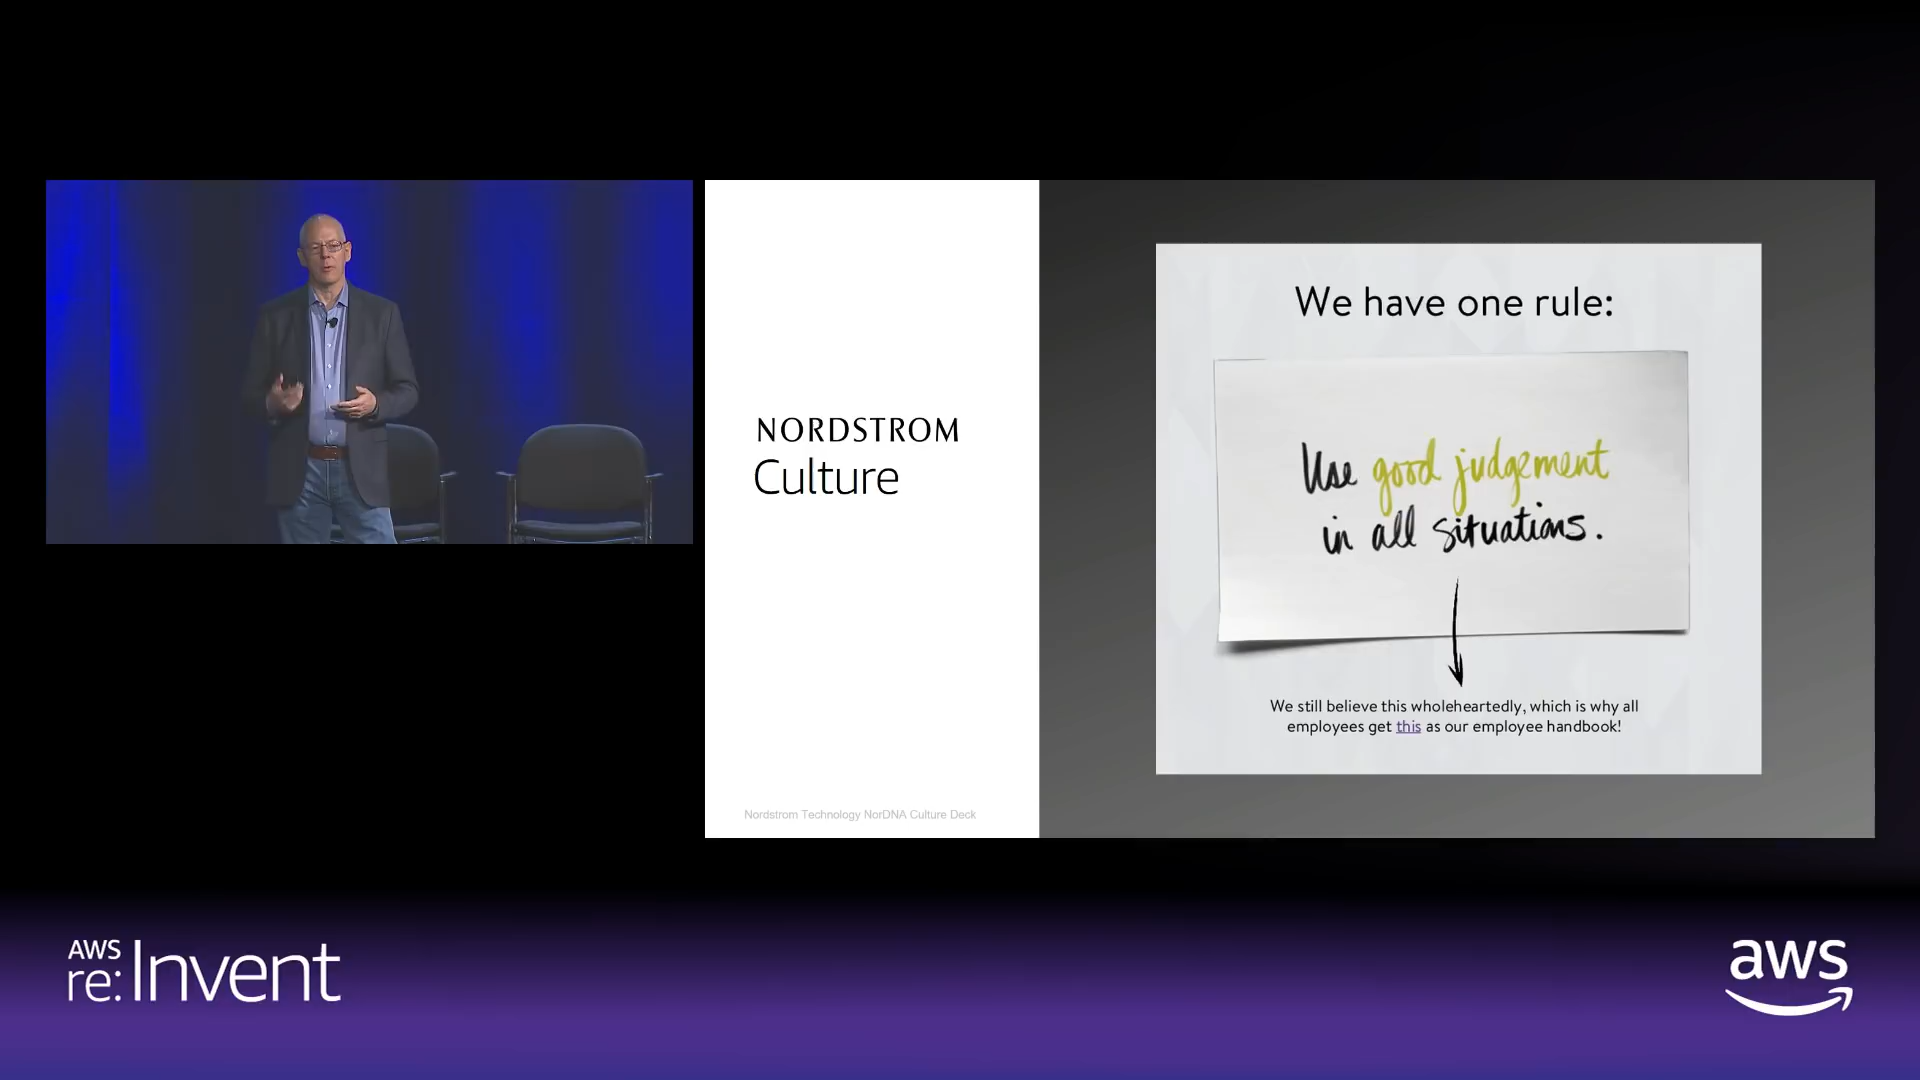 NORDSTROM
Culture
Nordstrom Technology NorDNA Culture Deck
We have one rule:
Use good judgement
in all situations.
We still believe this wholeheartedly, which is why all
employees get this as our employee handbook!
AWS
re:Invent
aws